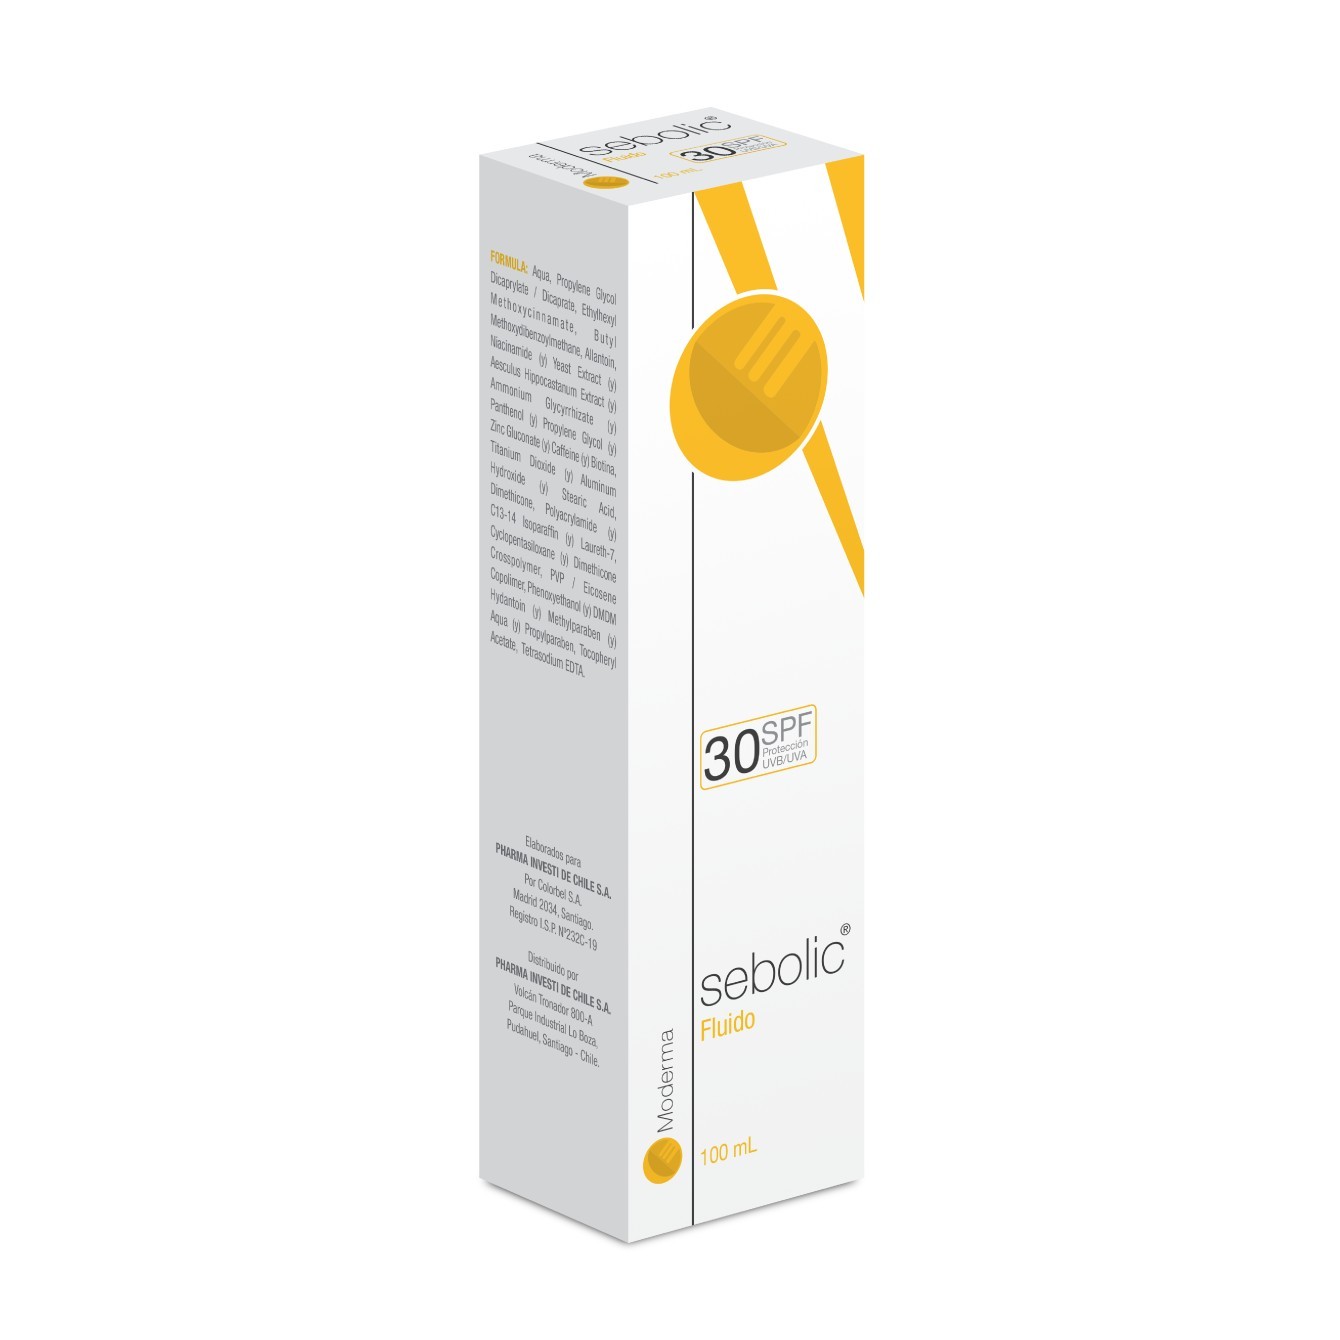 sebolic®
Fluido
30 SPF
100 mL
Moderma
FORMULA: Aqua, Propylene Glycol
Dicaprylate / Dicaprate, Ethylhexyl
Methoxycinnamate, Butyl
Methoxydibenzoylmethane, Allantoin,
Niacinamide (y) Yeast Extract (y)
Aesculus Hippocastanum Extract (y)
Ammonium Glycyrrhizate (y)
Panthenol (y) Propylene Glycol (y)
Zinc Gluconate (y) Caffeine (y) Biotina,
Titanium Dioxide (y) Aluminum
Hydroxide (y) Stearic Acid,
Dimethicone, Polyacrylamide (y)
C13-14 Isoparaffin (y) Laureth-7,
Cyclopentasiloxane (y) Dimethicone
Crosspolymer, PVP / Eicosene
Copolimer, Phenoxyethanol (y) DMDM
Hydantoin (y) Methylparaben (y)
Aqua (y) Propylparaben, Tocopheryl
Acetate, Tetrasodium EDTA.
Elaborados para
PHARMA INVESTI DE CHILE S.A.
Por Colorbel S.A.
Madrid 2034, Santiago.
Registro I.S.P. Nº232C-19
Distribuido por
PHARMA INVESTI DE CHILE S.A.
Volcán Tronador 800-A
Parque Industrial Lo Boza,
Pudahuel, Santiago - Chile.
30 SPF
Protección
UVB/UVA
sebolic®
Fluido
Moderma
100 mL